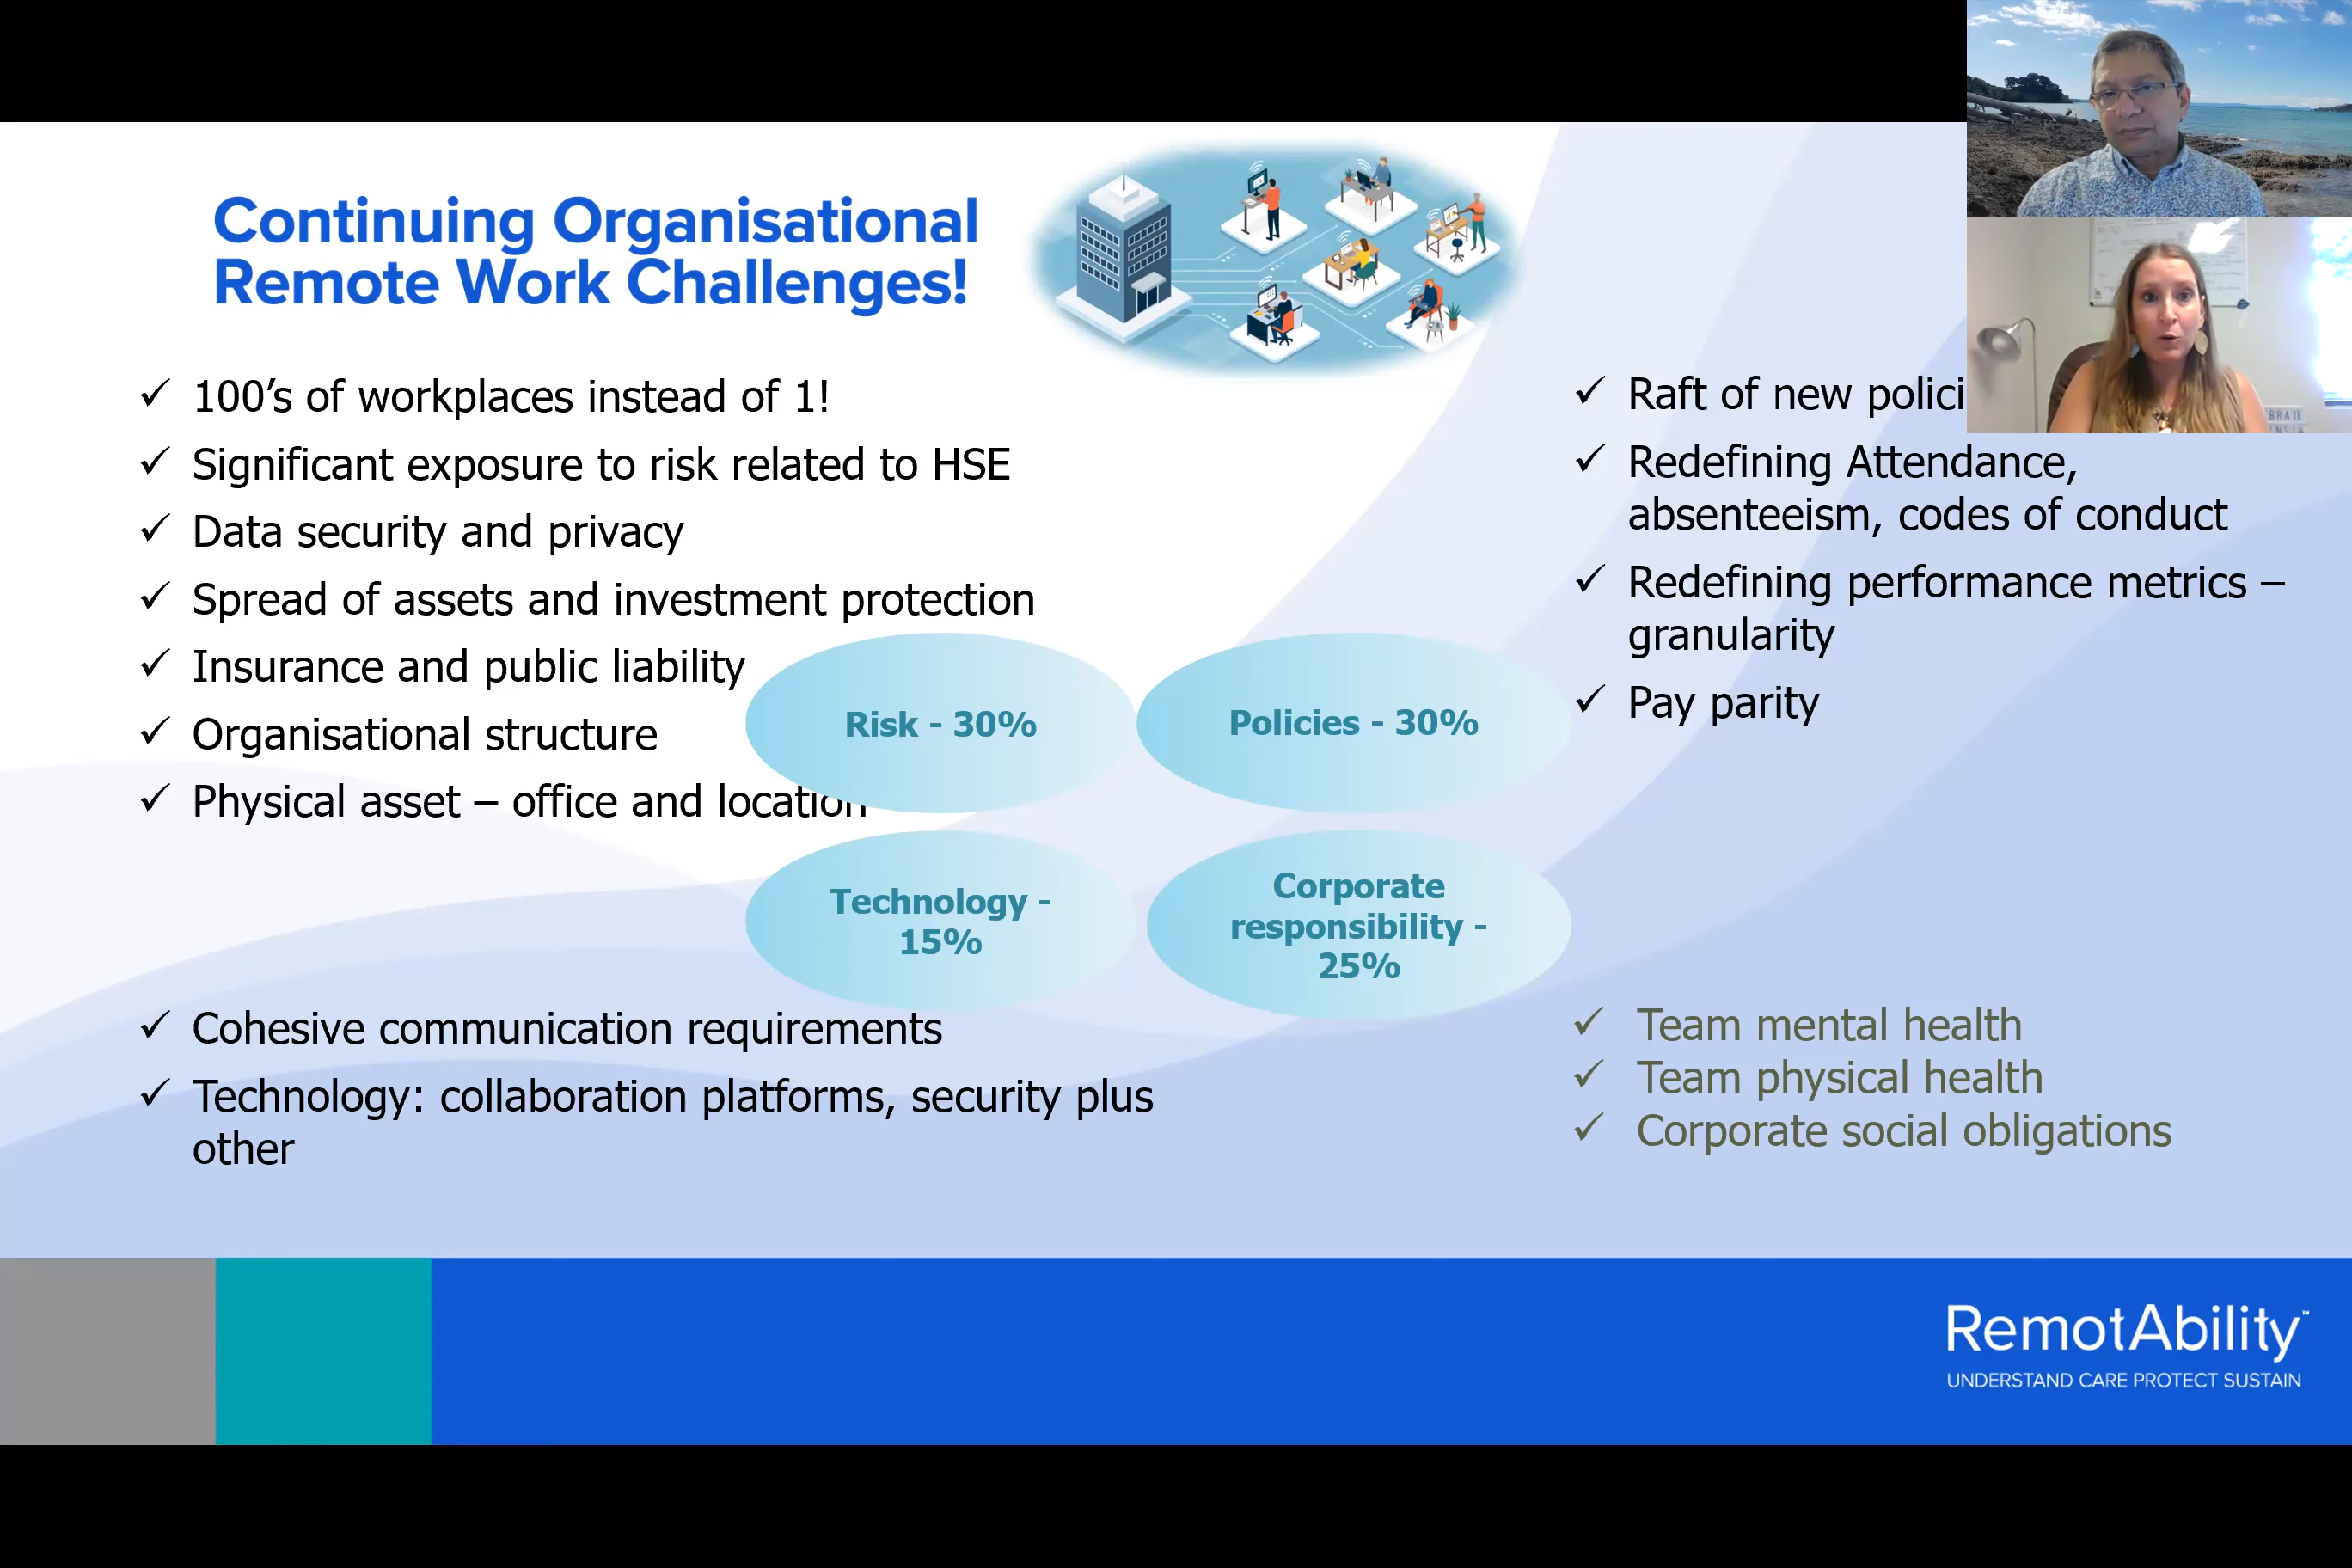 Continuing Organisational
Remote Work Challenges!
✓ 100's of workplaces instead of 1!
✓ Significant exposure to risk related to HSE
✓ Data security and privacy
✓ Spread of assets and investment protection
✓ Insurance and public liability
✓ Organisational structure
✓ Physical asset – office and location
✓ Raft of new polici
✓ Redefining Attendance,
absenteeism, codes of conduct
✓ Redefining performance metrics –
granularity
✓ Pay parity
Risk - 30%
Policies - 30%
Technology -
15%
Corporate
responsibility -
25%
✓ Cohesive communication requirements
✓ Technology: collaboration platforms, security plus
other
✓ Team mental health
✓ Team physical health
✓ Corporate social obligations
RemotAbility™
UNDERSTAND CARE PROTECT SUSTAIN